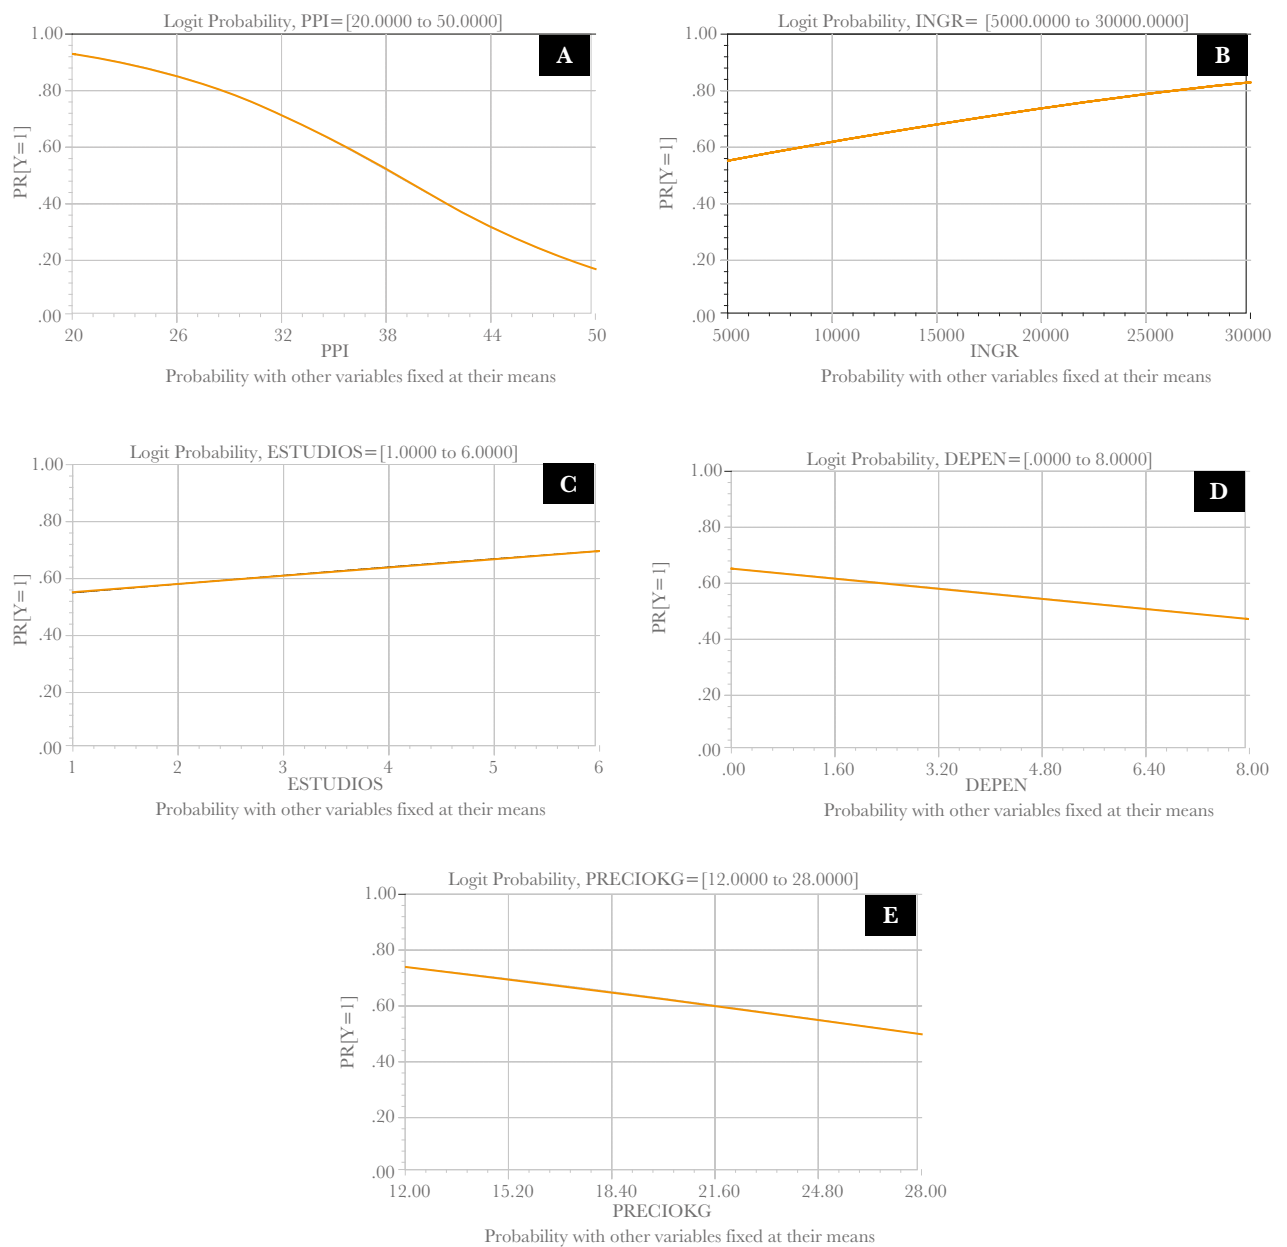 Logit Probability, PPI=[20.0000 to 50.0000]
A
1.00
.80
.60
.40
.20
.00
PR[Y=1]
20 26 32 38 44 50
PPI
Probability with other variables fixed at their means
Logit Probability, INGR= [5000.0000 to 30000.0000]
B
1.00
.80
.60
.40
.20
.00
PR[Y=1]
5000 10000 15000 20000 25000 30000
INGR
Probability with other variables fixed at their means
Logit Probability, ESTUDIOS=[1.0000 to 6.0000]
C
1.00
.80
.60
.40
.20
.00
PR[Y=1]
1 2 3 4 5 6
ESTUDIOS
Probability with other variables fixed at their means
Logit Probability, DEPEN=[.0000 to 8.0000]
D
1.00
.80
.60
.40
.20
.00
PR[Y=1]
.00 1.60 3.20 4.80 6.40 8.00
DEPEN
Probability with other variables fixed at their means
Logit Probability, PRECIOKG=[12.0000 to 28.0000]
E
1.00
.80
.60
.40
.20
.00
PR[Y=1]
12.00 15.20 18.40 21.60 24.80 28.00
PRECIOKG
Probability with other variables fixed at their means